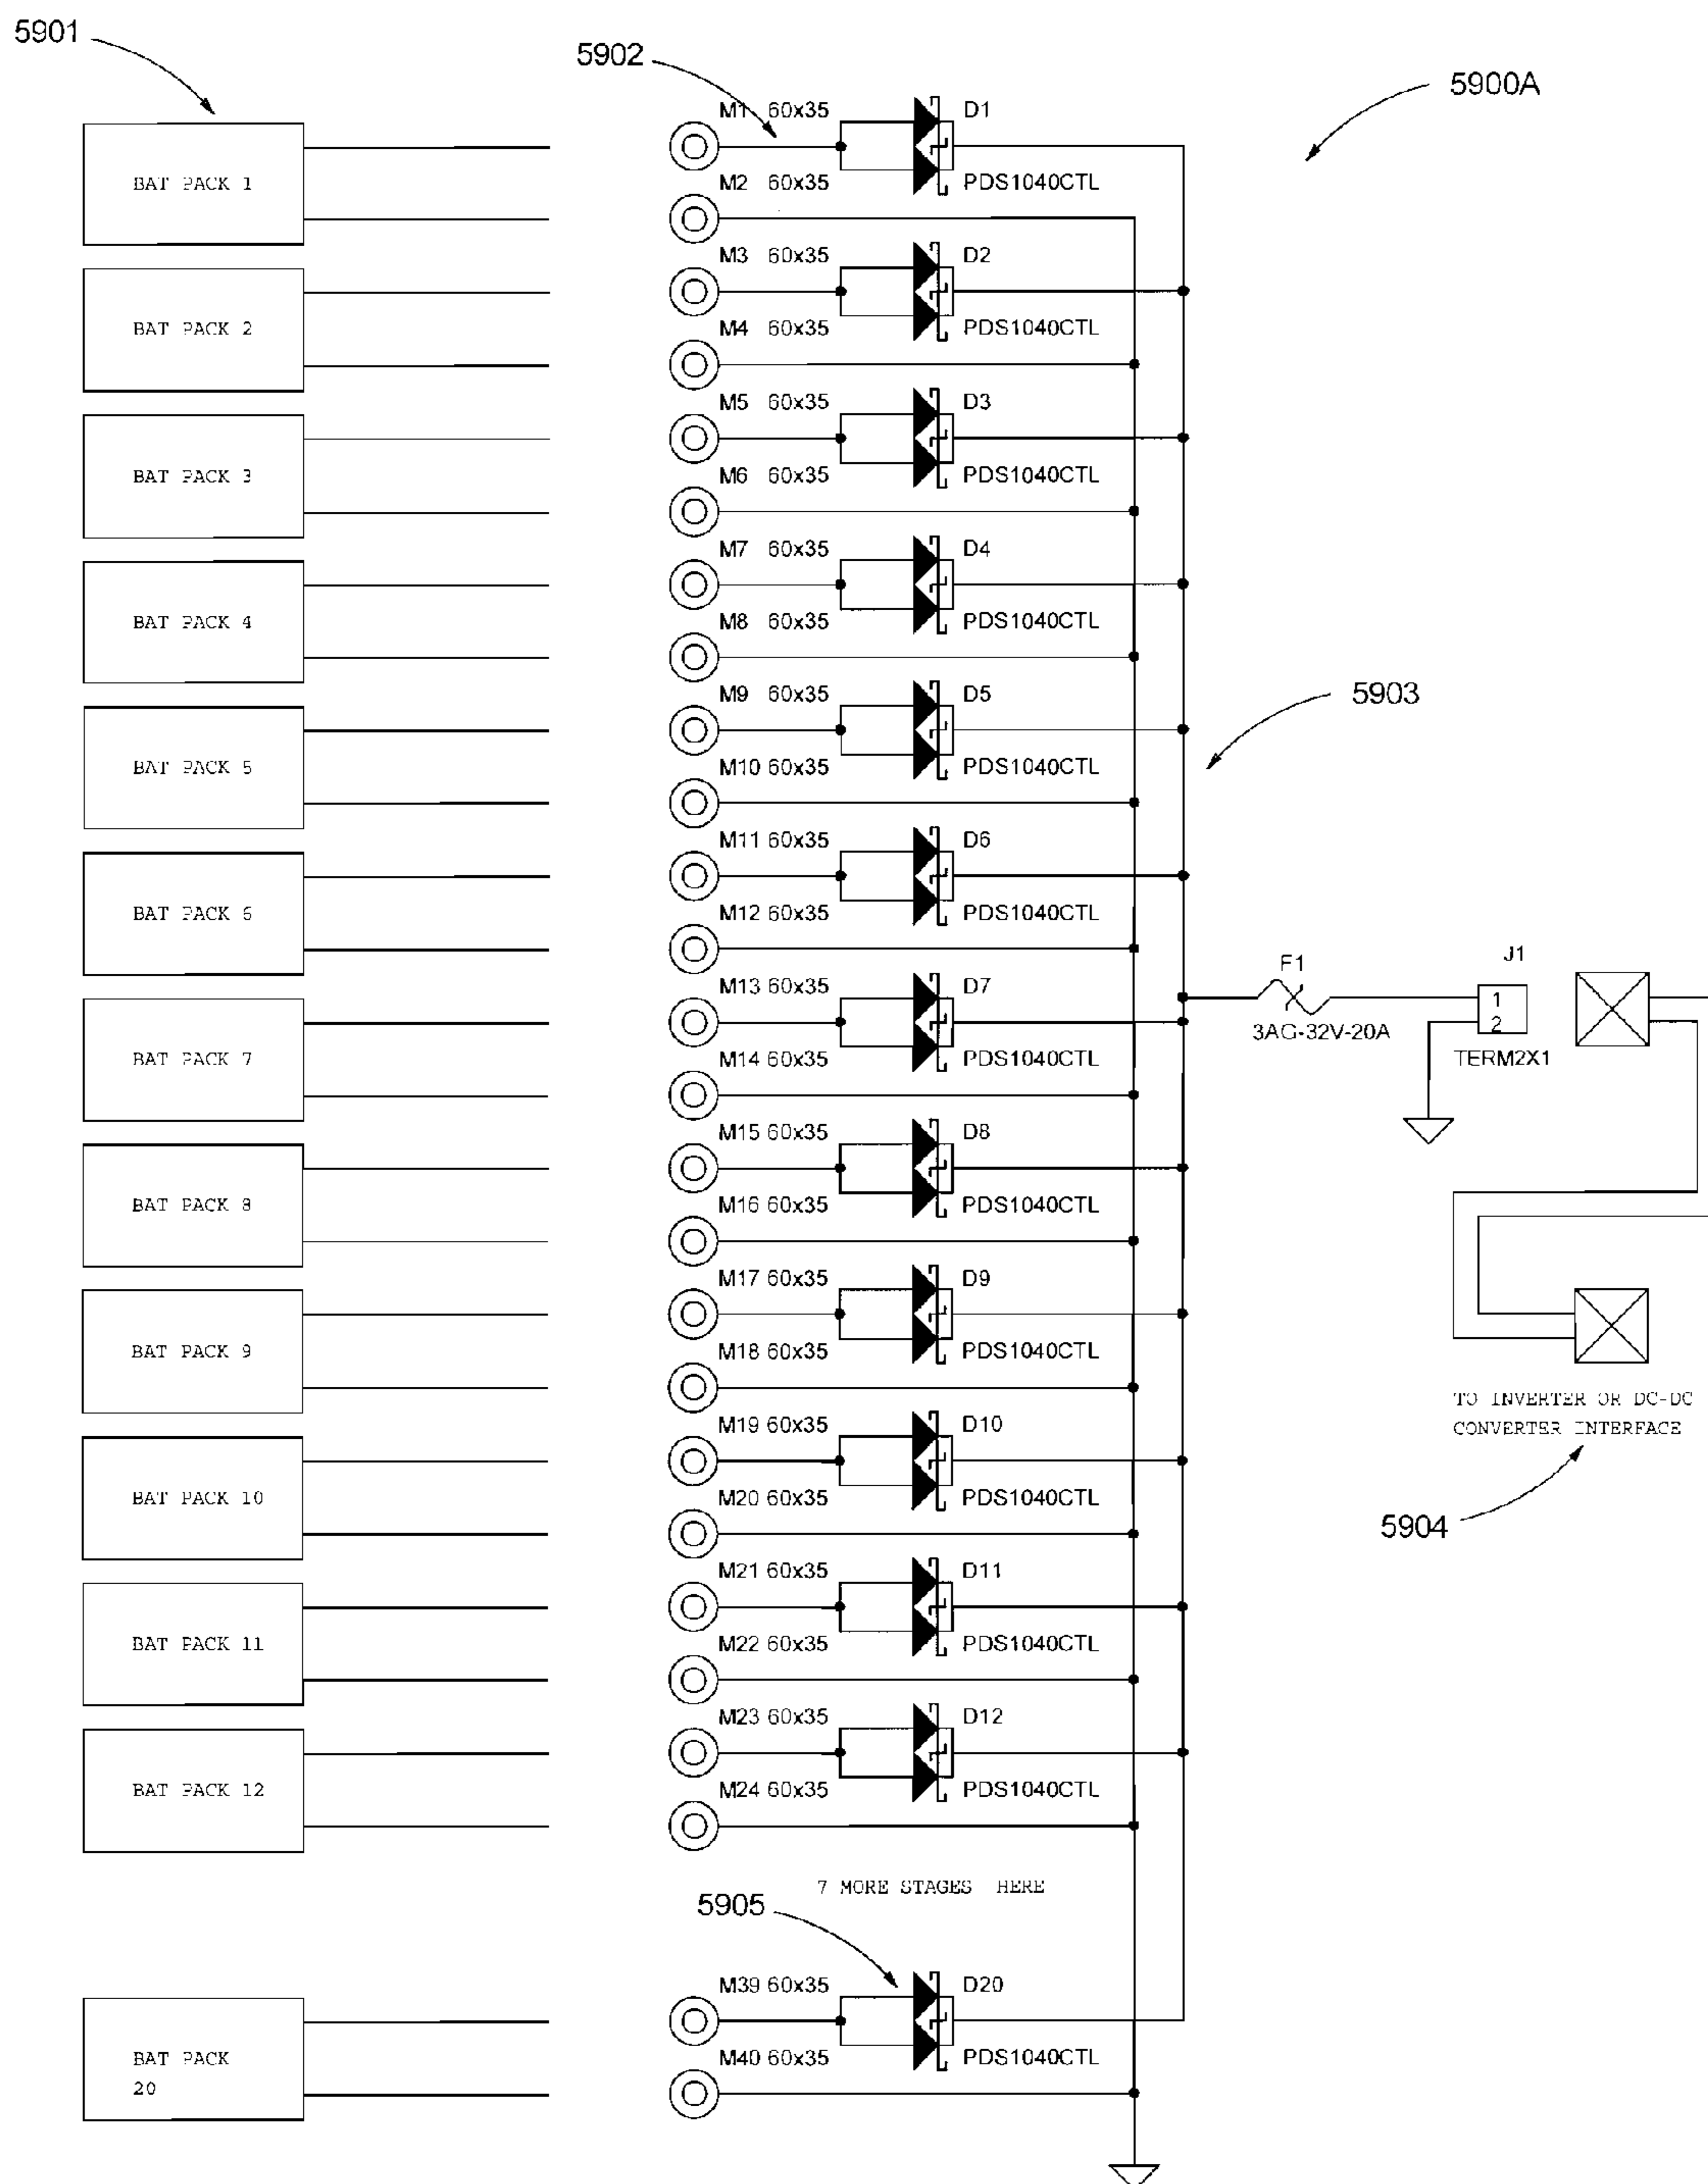 5901
5902
5900A
M1 60x35 D1
BAT PACK 1
M2 60x35 PDS1040CTL
M3 60x35 D2
BAT PACK 2
M4 60x35 PDS1040CTL
M5 60x35 D3
BAT PACK 3
M6 60x35 PDS1040CTL
M7 60x35 D4
BAT PACK 4
M8 60x35 PDS1040CTL
M9 60x35 D5
5903
BAT PACK 5
M10 60x35 PDS1040CTL
M11 60x35 D6
BAT PACK 6
M12 60x35 PDS1040CTL
F1
J1
M13 60x35 D7
1
2
3AG-32V-20A
BAT PACK 7
M14 60x35 PDS1040CTL
TERM2X1
M15 60x35 D8
BAT PACK 8
M16 60x35 PDS1040CTL
M17 60x35 D9
BAT PACK 9
M18 60x35 PDS1040CTL
TO INVERTER OR DC-DC
CONVERTER INTERFACE
M19 60x35 D10
BAT PACK 10
M20 60x35 PDS1040CTL
5904
M21 60x35 D11
BAT PACK 11
M22 60x35 PDS1040CTL
M23 60x35 D12
BAT PACK 12
M24 60x35 PDS1040CTL
7 MORE STAGES HERE
5905
M39 60x35 D20
BAT PACK
20
M40 60x35 PDS1040CTL